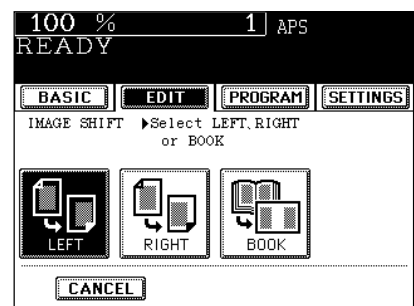 100 % 1 APS
READY
BASIC EDIT PROGRAM SETTINGS
IMAGE SHIFT ▶Select LEFT, RIGHT
or BOOK
LEFT RIGHT BOOK
CANCEL